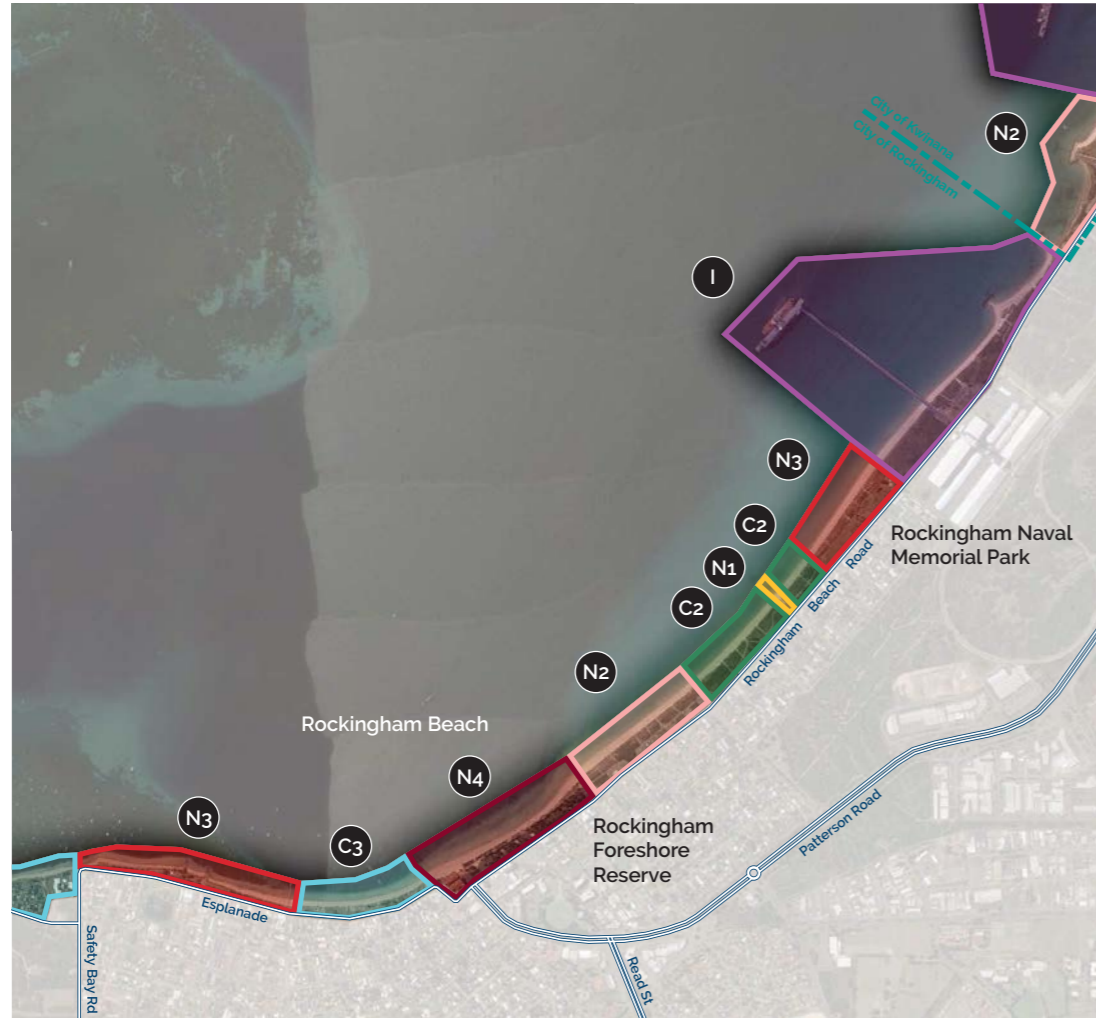 City of Kwinana
City of Rockingham
N2
I
N3
C2
N1
C2
N2
Rockingham Naval
Memorial Park
Rockingham Beach Road
Rockingham Beach
N4
N3
C3
Rockingham
Foreshore
Reserve
Patterson Road
Esplanade
Safety Bay Rd
Read St